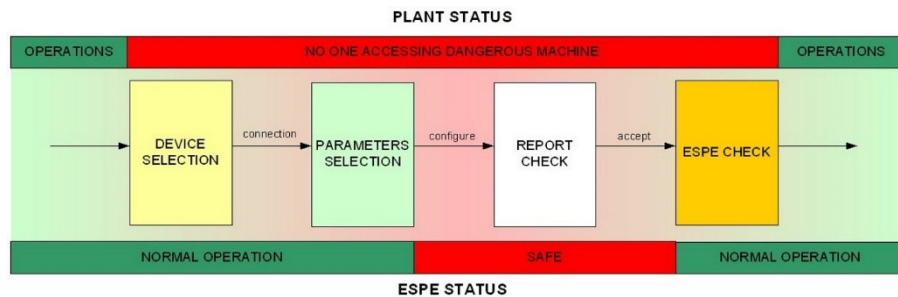 PLANT STATUS
OPERATIONS
NO ONE ACCESSING DANGEROUS MACHINE
OPERATIONS
DEVICE
SELECTION
connection
PARAMETERS
SELECTION
configure
REPORT
CHECK
accept
ESPE CHECK
NORMAL OPERATION
SAFE
NORMAL OPERATION
ESPE STATUS